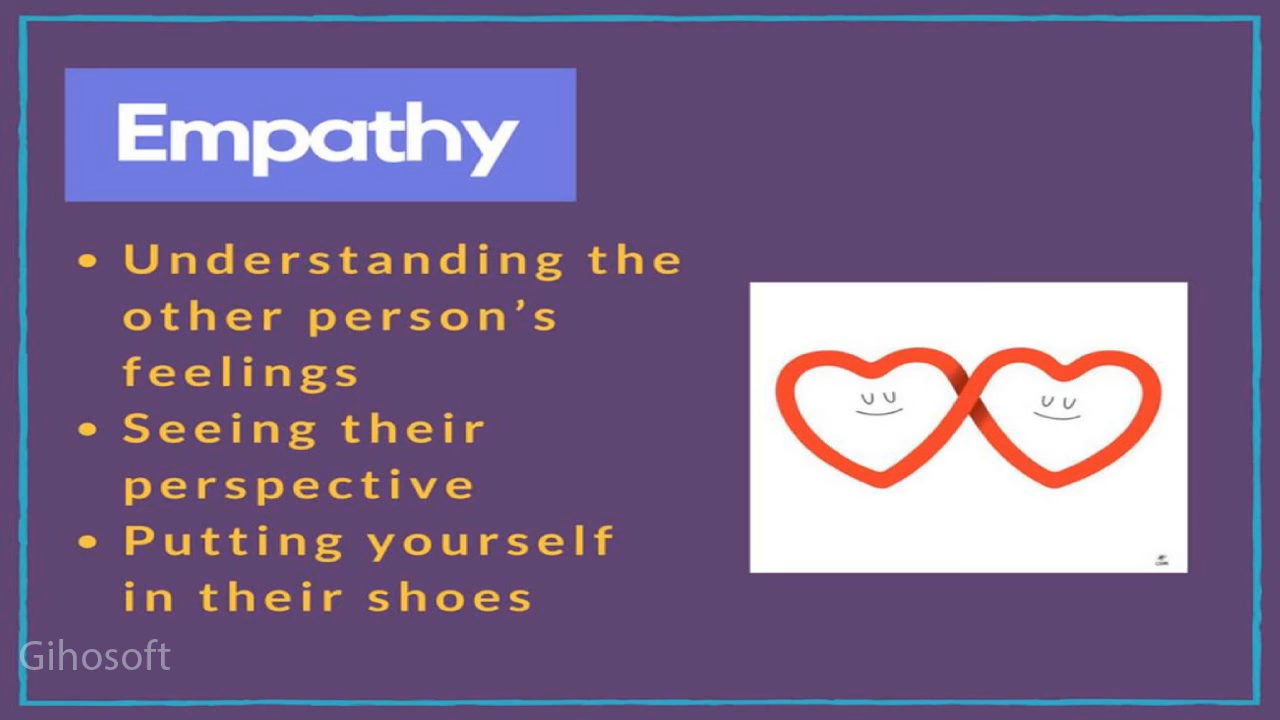 Empathy
• Understanding the
other person’s
feelings
• Seeing their
perspective
• Putting yourself
in their shoes
Gihosoft